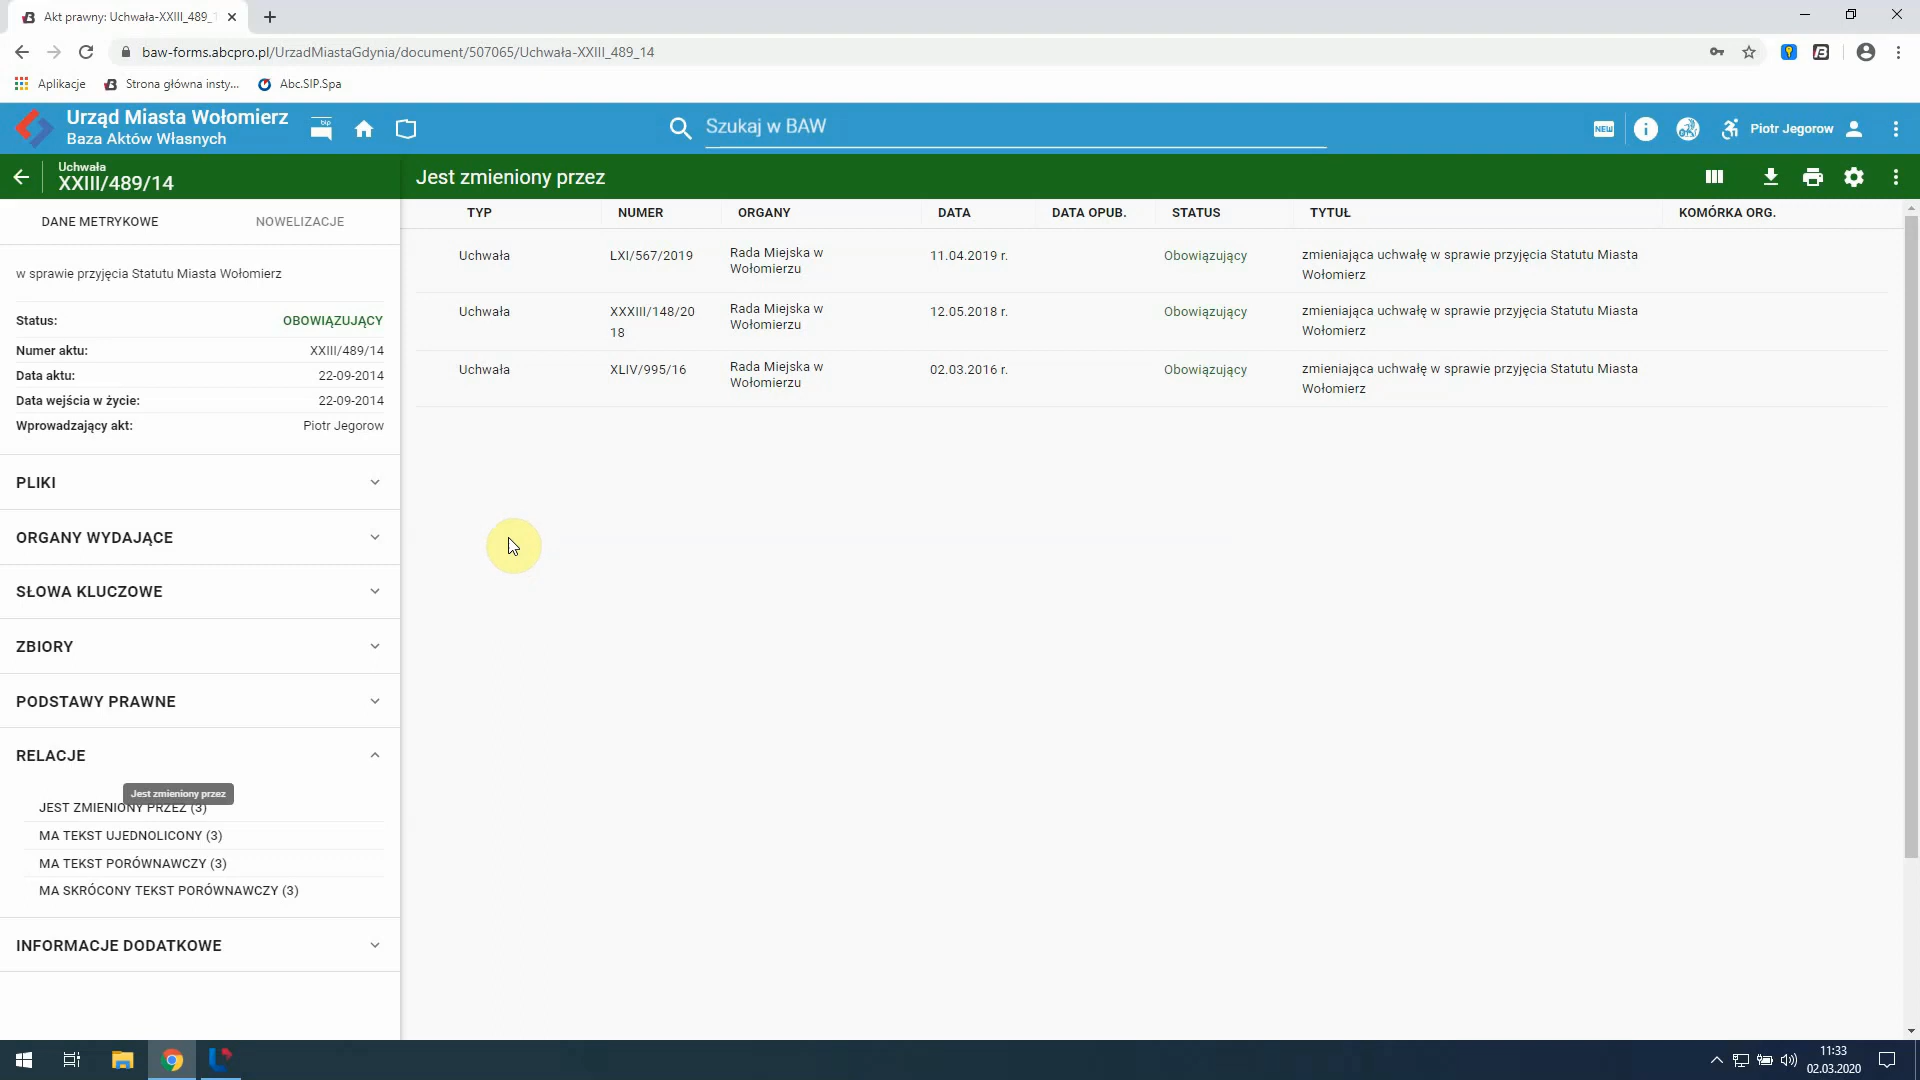 Akt prawny: Uchwała-XXIII_489_1
baw-forms.abcpro.pl/UrzadMiastaGdynia/document/507065/Uchwała-XXIII_489_14
Aplikacje
Strona główna insty...
Abc.SIP.Spa
Urząd Miasta Wołomierz
Baza Aktów Własnych
bip
Szukaj w BAW
NEW
Piotr Jegorow
Uchwała
XXIII/489/14
Jest zmieniony przez
DANE METRYKOWE
NOWELIZACJE
w sprawie przyjęcia Statutu Miasta Wołomierz
Status: OBOWIĄZUJĄCY
Numer aktu: XXIII/489/14
Data aktu: 22-09-2014
Data wejścia w życie: 22-09-2014
Wprowadzający akt: Piotr Jegorow
PLIKI
ORGANY WYDAJĄCE
SŁOWA KLUCZOWE
ZBIORY
PODSTAWY PRAWNE
RELACJE
Jest zmieniony przez
JEST ZMIENIONY PRZEZ (3)
MA TEKST UJEDNOLICONY (3)
MA TEKST PORÓWNAWCZY (3)
MA SKRÓCONY TEKST PORÓWNAWCZY (3)
INFORMACJE DODATKOWE
TYP NUMER ORGANY DATA DATA OPUB. STATUS TYTUŁ KOMÓRKA ORG.
Uchwała LXI/567/2019 Rada Miejska w 11.04.2019 r. Obowiązujący zmieniająca uchwałę w sprawie przyjęcia Statutu Miasta
Wołomierzu Wołomierz
Uchwała XXXIII/148/20 Rada Miejska w 12.05.2018 r. Obowiązujący zmieniająca uchwałę w sprawie przyjęcia Statutu Miasta
18 Wołomierzu Wołomierz
Uchwała XLIV/995/16 Rada Miejska w 02.03.2016 r. Obowiązujący zmieniająca uchwałę w sprawie przyjęcia Statutu Miasta
Wołomierzu Wołomierz
11:33
02.03.2020